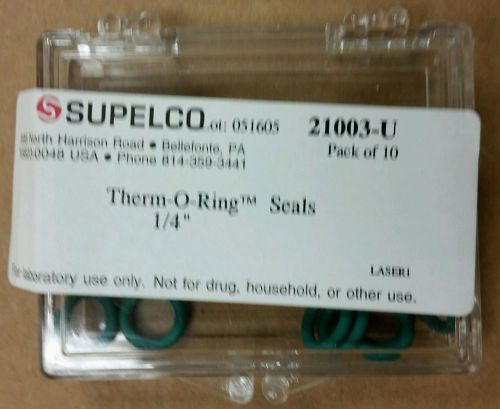 SUPELCO
Lot: 051605
21003-U
Pack of 10
North Harrison Road • Bellefonte, PA
0048 USA • Phone 814-359-3441
Therm-O-Ring™ Seals
1/4"
laboratory use only. Not for drug, household, or other use.
LASER1